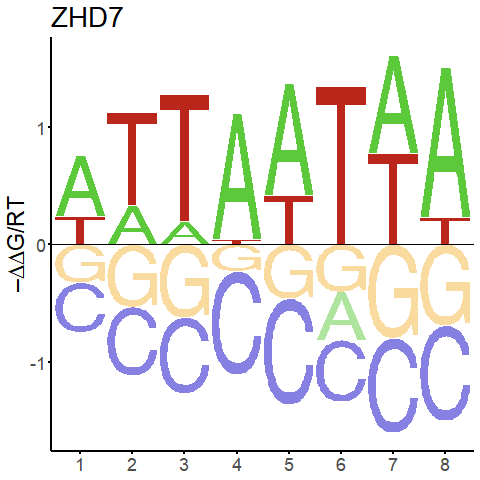 ZHD7
−ΔΔG/RT
1
0
-1
A T T A A T A A
T A A T T T T
G G G G G G G G
A
C C C C C C C C
1 2 3 4 5 6 7 8